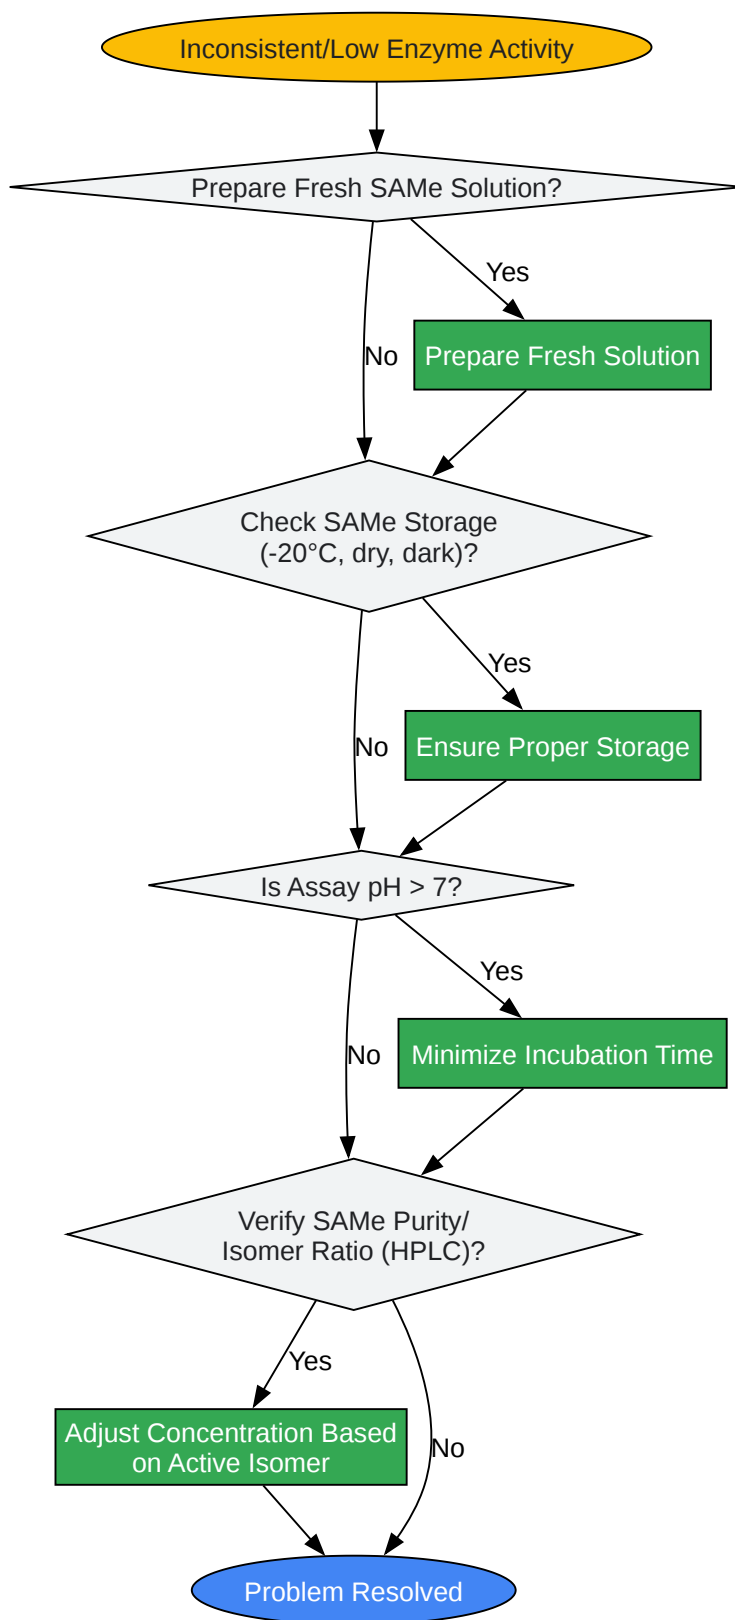 Inconsistent/Low Enzyme Activity
Prepare Fresh SAMe Solution?
Yes
No
Prepare Fresh Solution
Check SAMe Storage
(-20°C, dry, dark)?
Yes
No
Ensure Proper Storage
Is Assay pH > 7?
Yes
No
Minimize Incubation Time
Verify SAMe Purity/
Isomer Ratio (HPLC)?
Yes
Adjust Concentration Based
on Active Isomer
No
Problem Resolved